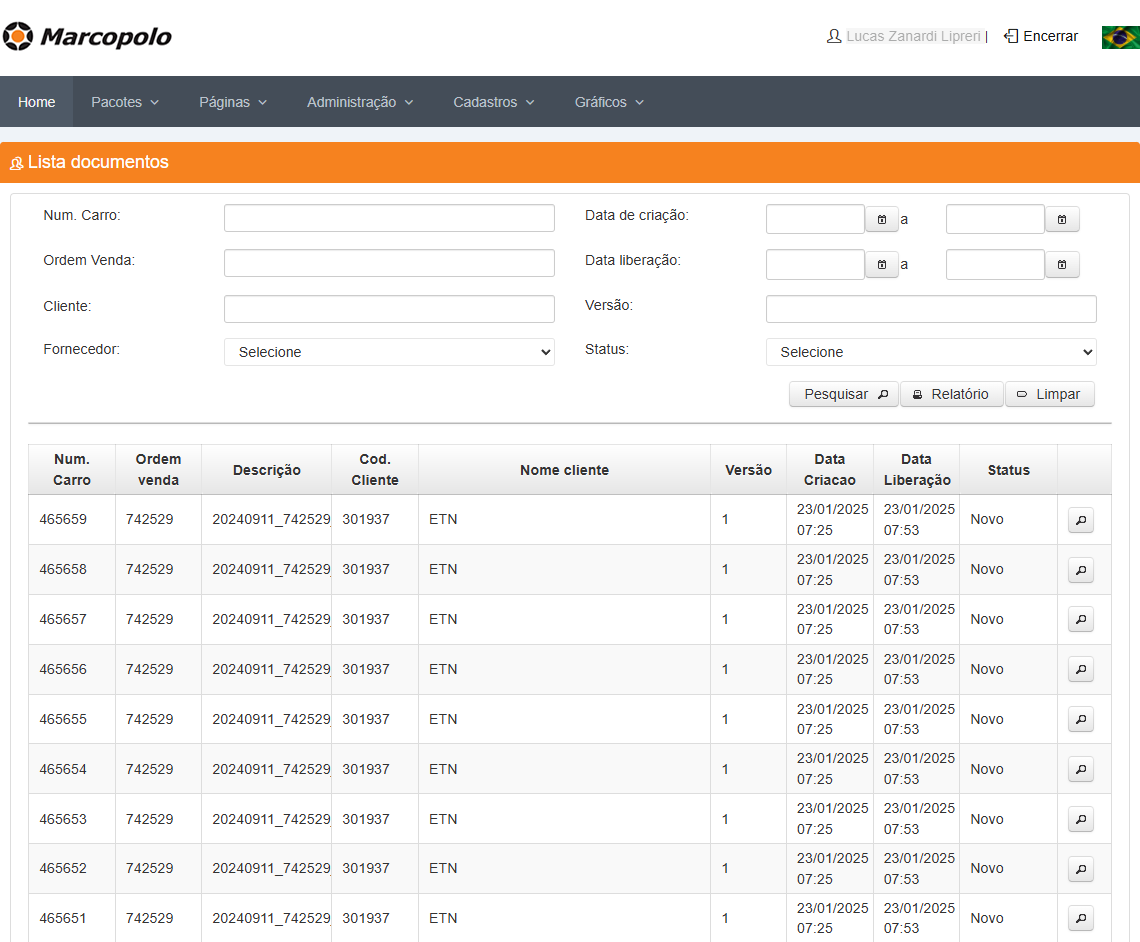 Marcopolo
Lucas Zanardi Lipreri | Encerrar
Home Pacotes Páginas Administração Cadastros Gráficos
Lista documentos
Num. Carro: Data de criação: a
Ordem Venda: Data liberação: a
Cliente: Versão:
Fornecedor: Selecione Status: Selecione
Pesquisar Relatório Limpar
Num. Carro Ordem venda Descrição Cod. Cliente Nome cliente Versão Data Criacao Data Liberação Status
465659 742529 20240911_742529_ 301937 ETN 1 23/01/2025 07:25 23/01/2025 07:53 Novo
465658 742529 20240911_742529_ 301937 ETN 1 23/01/2025 07:25 23/01/2025 07:53 Novo
465657 742529 20240911_742529_ 301937 ETN 1 23/01/2025 07:25 23/01/2025 07:53 Novo
465656 742529 20240911_742529_ 301937 ETN 1 23/01/2025 07:25 23/01/2025 07:53 Novo
465655 742529 20240911_742529_ 301937 ETN 1 23/01/2025 07:25 23/01/2025 07:53 Novo
465654 742529 20240911_742529_ 301937 ETN 1 23/01/2025 07:25 23/01/2025 07:53 Novo
465653 742529 20240911_742529_ 301937 ETN 1 23/01/2025 07:25 23/01/2025 07:53 Novo
465652 742529 20240911_742529_ 301937 ETN 1 23/01/2025 07:25 23/01/2025 07:53 Novo
465651 742529 20240911_742529_ 301937 ETN 1 23/01/2025 07:25 23/01/2025 07:53 Novo